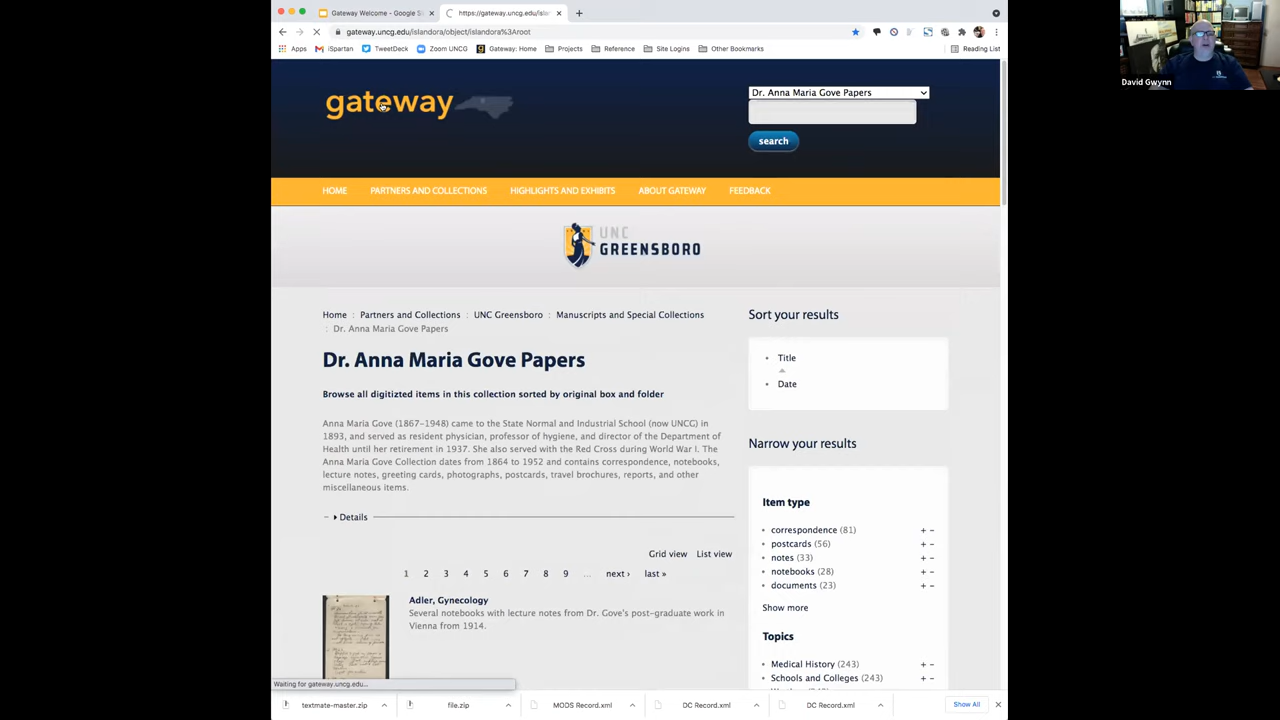 Gateway Welcome - Google Sl
https://gateway.uncg.edu/islan
gateway.uncg.edu/islandora/object/islandora%3Aroot
Apps
iSpartan
TweetDeck
Zoom UNCG
Gateway: Home
Projects
Reference
Site Logins
Other Bookmarks
Reading List
David Gwynn
gateway
Dr. Anna Maria Gove Papers
search
HOME PARTNERS AND COLLECTIONS HIGHLIGHTS AND EXHIBITS ABOUT GATEWAY FEEDBACK
UNC
GREENSBORO
Home : Partners and Collections : UNC Greensboro : Manuscripts and Special Collections
: Dr. Anna Maria Gove Papers
Dr. Anna Maria Gove Papers
Browse all digitizted items in this collection sorted by original box and folder
Anna Maria Gove (1867-1948) came to the State Normal and Industrial School (now UNCG) in
1893, and served as resident physician, professor of hygiene, and director of the Department of
Health until her retirement in 1937. She also served with the Red Cross during World War I. The
Anna Maria Gove Collection dates from 1864 to 1952 and contains correspondence, notebooks,
lecture notes, greeting cards, photographs, postcards, travel brochures, reports, and other
miscellaneous items.
Details
Grid view List view
1 2 3 4 5 6 7 8 9 ... next › last »
Adler, Gynecology
Several notebooks with lecture notes from Dr. Gove's post-graduate work in
Vienna from 1914.
Sort your results
Title
Date
Narrow your results
Item type
correspondence (81) + -
postcards (56) + -
notes (33) + -
notebooks (28) + -
documents (23) + -
Show more
Topics
Medical History (243) + -
Schools and Colleges (243) + -
Waiting for gateway.uncg.edu...
textmate-master.zip
file.zip
MODS Record.xml
DC Record.xml
DC Record.xml
Show All